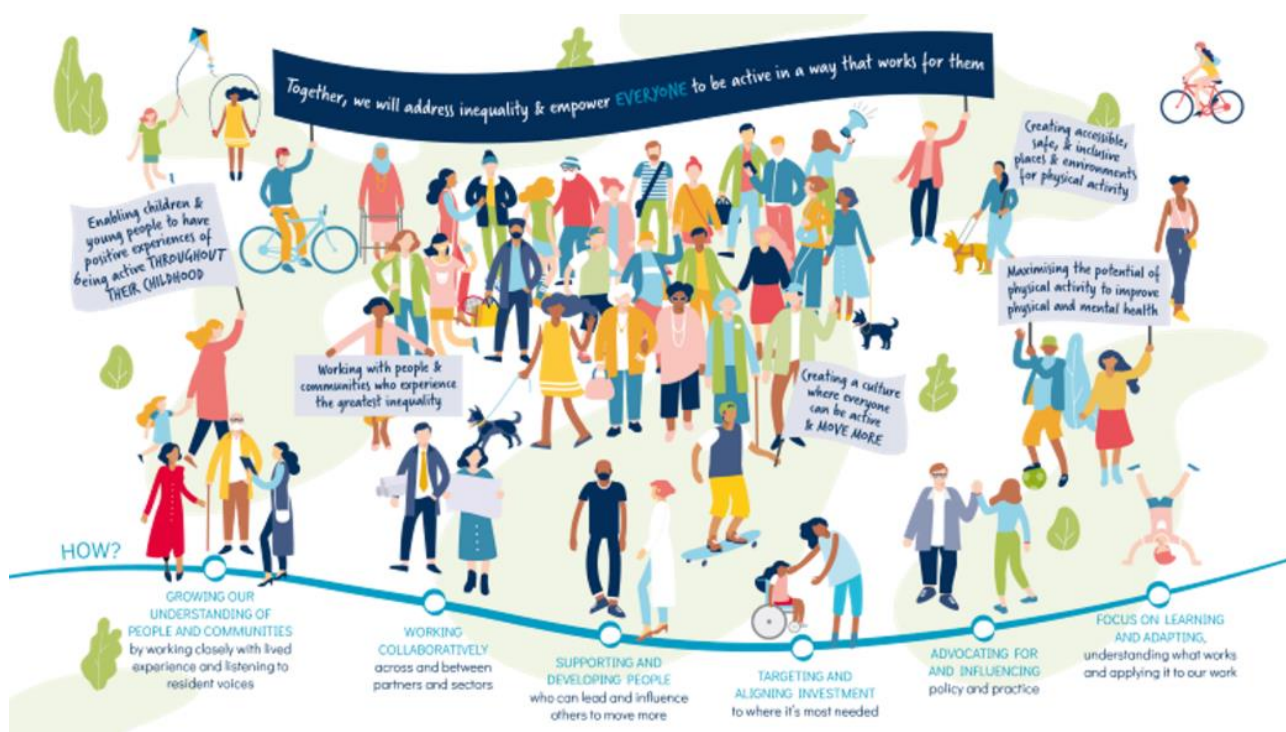 Together, we will address inequality & empower EVERYONE to be active in a way that works for them
Creating accessible,
safe, & inclusive
places & environments
for physical activity
Enabling children &
young people to have
positive experiences of
being active THROUGHOUT
THEIR CHILDHOOD
Maximising the potential of
physical activity to improve
physical and mental health
Working with people &
communities who experience
the greatest inequality
Creating a culture
where everyone
can be active
& MOVE MORE
HOW?
GROWING OUR
UNDERSTANDING OF
PEOPLE AND COMMUNITIES
by working closely with lived
experience and listening to
resident voices
WORKING
COLLABORATIVELY
across and between
partners and sectors
SUPPORTING AND
DEVELOPING PEOPLE
who can lead and influence
others to move more
TARGETING AND
ALIGNING INVESTMENT
to where it's most needed
ADVOCATING FOR
AND INFLUENCING
policy and practice
FOCUS ON LEARNING
AND ADAPTING,
understanding what works
and applying it to our work